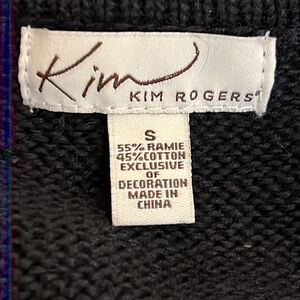 Kim
KIM ROGERS®
S
55% RAMIE
45% COTTON
EXCLUSIVE
OF
DECORATION
MADE IN
CHINA